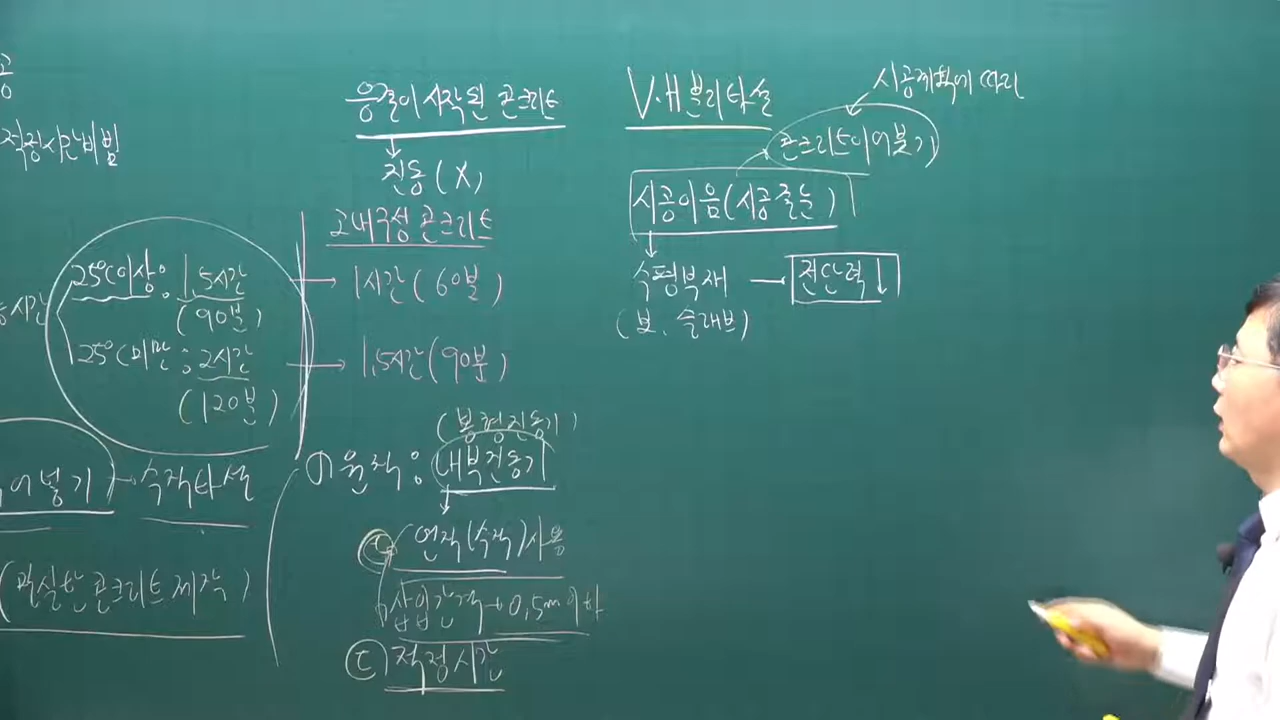 공
적정시간비빔
25℃이상: 1.5시간
(90분)
25℃미만: 2시간
(120분)
어넣기 → 수직타설
(밀실한 콘크리트 제작)
응결이 시작된 콘크리트
진동(X)
고내구성 콘크리트
1시간(60분)
1.5시간(90분)
(봉형진동기)
① 원칙: 내부진동기
연직(수직)사용
삽입간격→0.5m이하
적정시간
V.H 분리타설
시공계획에 따라
콘크리트이어붓기
시공이음(시공줄눈)
수평부재 — 전단력↓
(보, 슬래브)